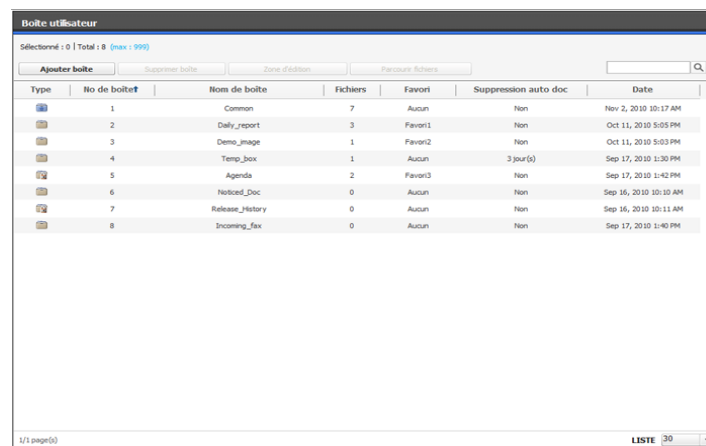 Boîte utilisateur
Sélectionné : 0 | Total : 8 (max : 999)
Ajouter boîte Supprimer boîte Zone d'édition Parcourir fichiers
Type No de boîte↑ Nom de boîte Fichiers Favori Suppression auto doc Date
1 Common 7 Aucun Non Nov 2, 2010 10:17 AM
2 Daily_report 3 Favori1 Non Oct 11, 2010 5:05 PM
3 Demo_image 1 Favori2 Non Oct 11, 2010 5:03 PM
4 Temp_box 1 Aucun 3 jour(s) Sep 17, 2010 1:30 PM
5 Agenda 2 Favori3 Non Sep 17, 2010 1:42 PM
6 Noticed_Doc 0 Aucun Non Sep 16, 2010 10:10 AM
7 Release_History 0 Aucun Non Sep 16, 2010 10:11 AM
8 Incoming_fax 0 Aucun Non Sep 17, 2010 1:40 PM
1/1 page(s) LISTE 30